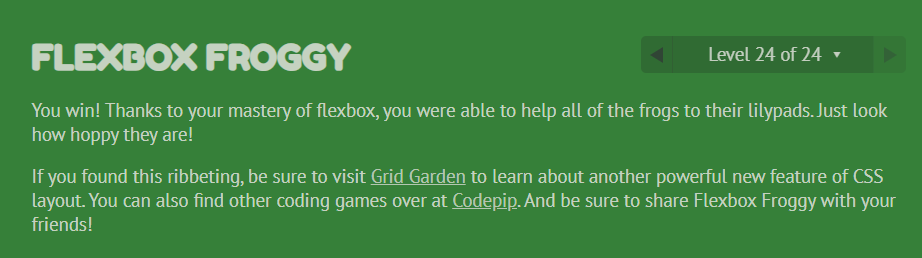 FLEXBOX FROGGY
Level 24 of 24
You win! Thanks to your mastery of flexbox, you were able to help all of the frogs to their lilypads. Just look
how hoppy they are!
If you found this ribbeting, be sure to visit Grid Garden to learn about another powerful new feature of CSS
layout. You can also find other coding games over at Codepip. And be sure to share Flexbox Froggy with your
friends!